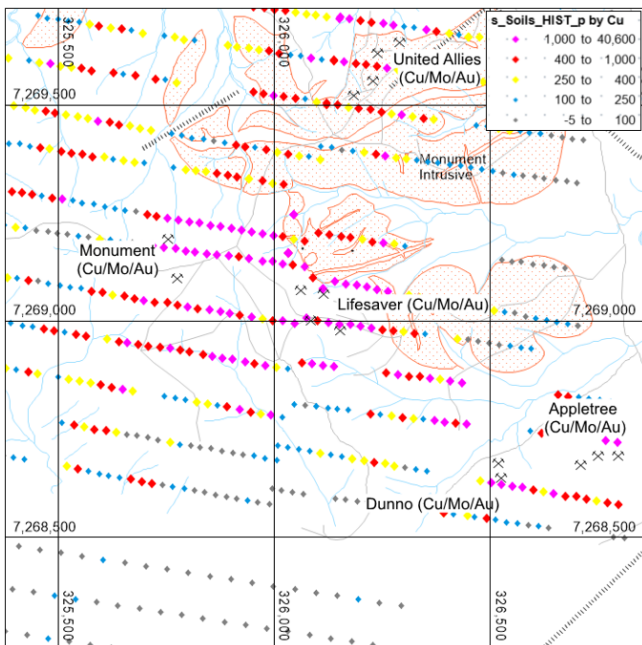 s_Soils_HIST_p by Cu
1,000 to 40,600
400 to 1,000
250 to 400
100 to 250
-5 to 100
325,500
326,000
United Allies
(Cu/Mo/Au)
7,269,500
7,269,500
Monument
Intrusive
Monument
(Cu/Mo/Au)
Lifesaver (Cu/Mo/Au)
7,269,000
7,269,000
Appletree
(Cu/Mo/Au)
Dunno (Cu/Mo/Au)
7,268,500
7,268,500
325,500
326,000
326,500